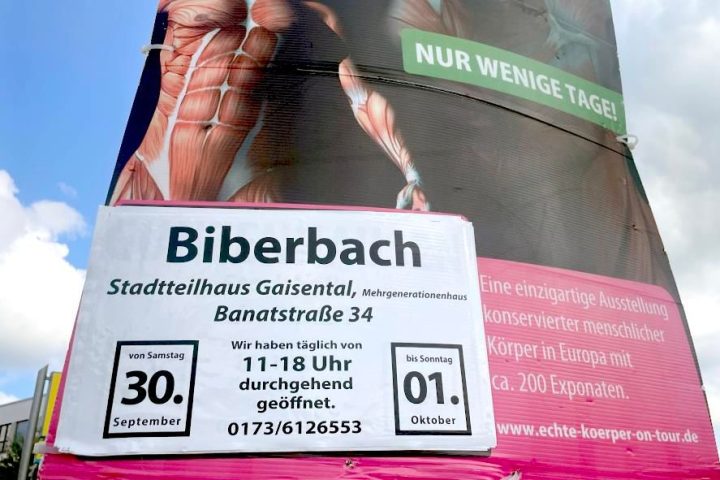 NUR WENIGE TAGE!
Biberbach
Stadtteilhaus Gaisental, Mehrgenerationenhaus
Banatstraße 34
von Samstag
30.
September
Wir haben täglich von
11-18 Uhr
durchgehend
geöffnet.
0173/6126553
bis Sonntag
01.
Oktober
Eine einzigartige Ausstellung
konservierter menschlicher
Körper in Europa mit
ca. 200 Exponaten.
www.echte-koerper-on-tour.de